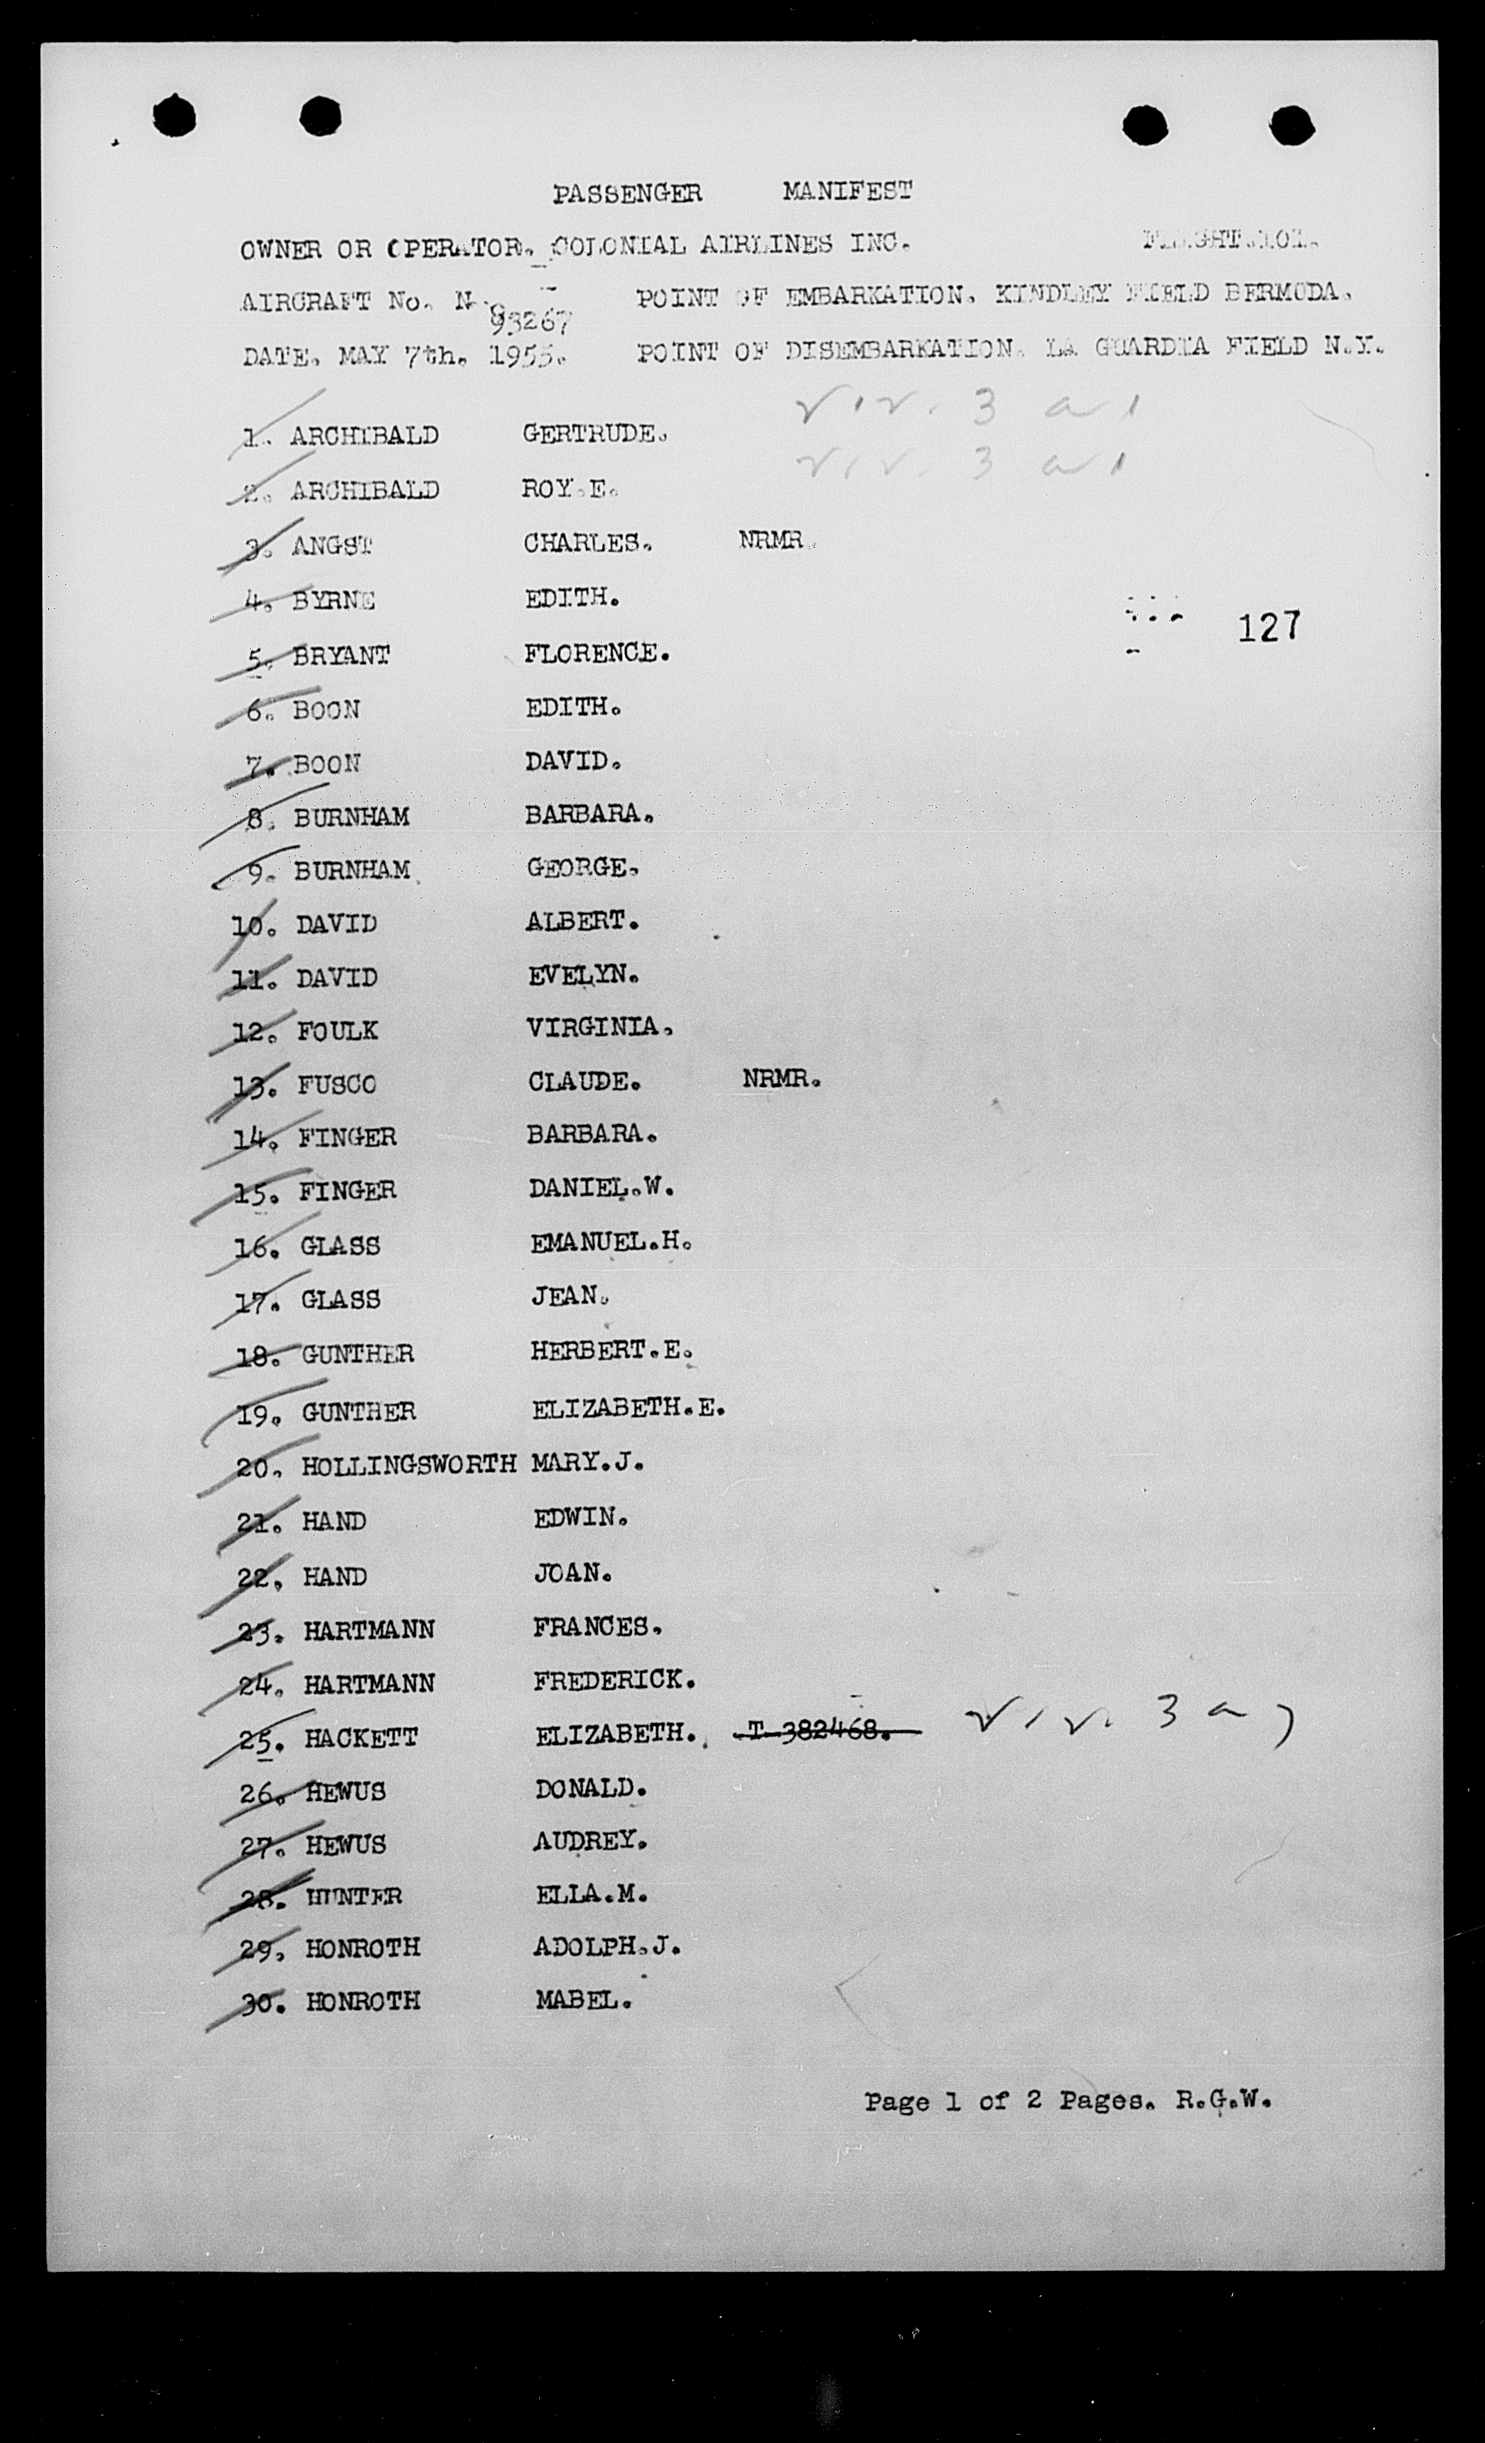 PASSENGER MANIFEST
OWNER OR OPERATOR. COLONIAL AIRLINES INC. FLIGHT.101.
AIRCRAFT No. N 93267 POINT OF EMBARKATION. KINDLEY FIELD BERMUDA.
DATE. MAY 7th. 1955. POINT OF DISEMBARKATION. LA GUARDIA FIELD N.Y.
1. ARCHIBALD GERTRUDE.
2. ARCHIBALD ROY.E.
3. ANGST CHARLES. NRMR.
4. BYRNE EDITH.
127
5. BRYANT FLORENCE.
6. BOON EDITH.
7. BOON DAVID.
8. BURNHAM BARBARA.
9. BURNHAM GEORGE.
10. DAVID ALBERT.
11. DAVID EVELYN.
12. FOULK VIRGINIA.
13. FUSCO CLAUDE. NRMR.
14. FINGER BARBARA.
15. FINGER DANIEL.W.
16. GLASS EMANUEL.H.
17. GLASS JEAN.
18. GUNTHER HERBERT.E.
19. GUNTHER ELIZABETH.E.
20. HOLLINGSWORTH MARY.J.
21. HAND EDWIN.
22. HAND JOAN.
23. HARTMANN FRANCES.
24. HARTMANN FREDERICK.
25. HACKETT ELIZABETH. T-382468.
26. HEWUS DONALD.
27. HEWUS AUDREY.
28. HUNTER ELLA.M.
29. HONROTH ADOLPH.J.
30. HONROTH MABEL.
Page 1 of 2 Pages. R.G.W.